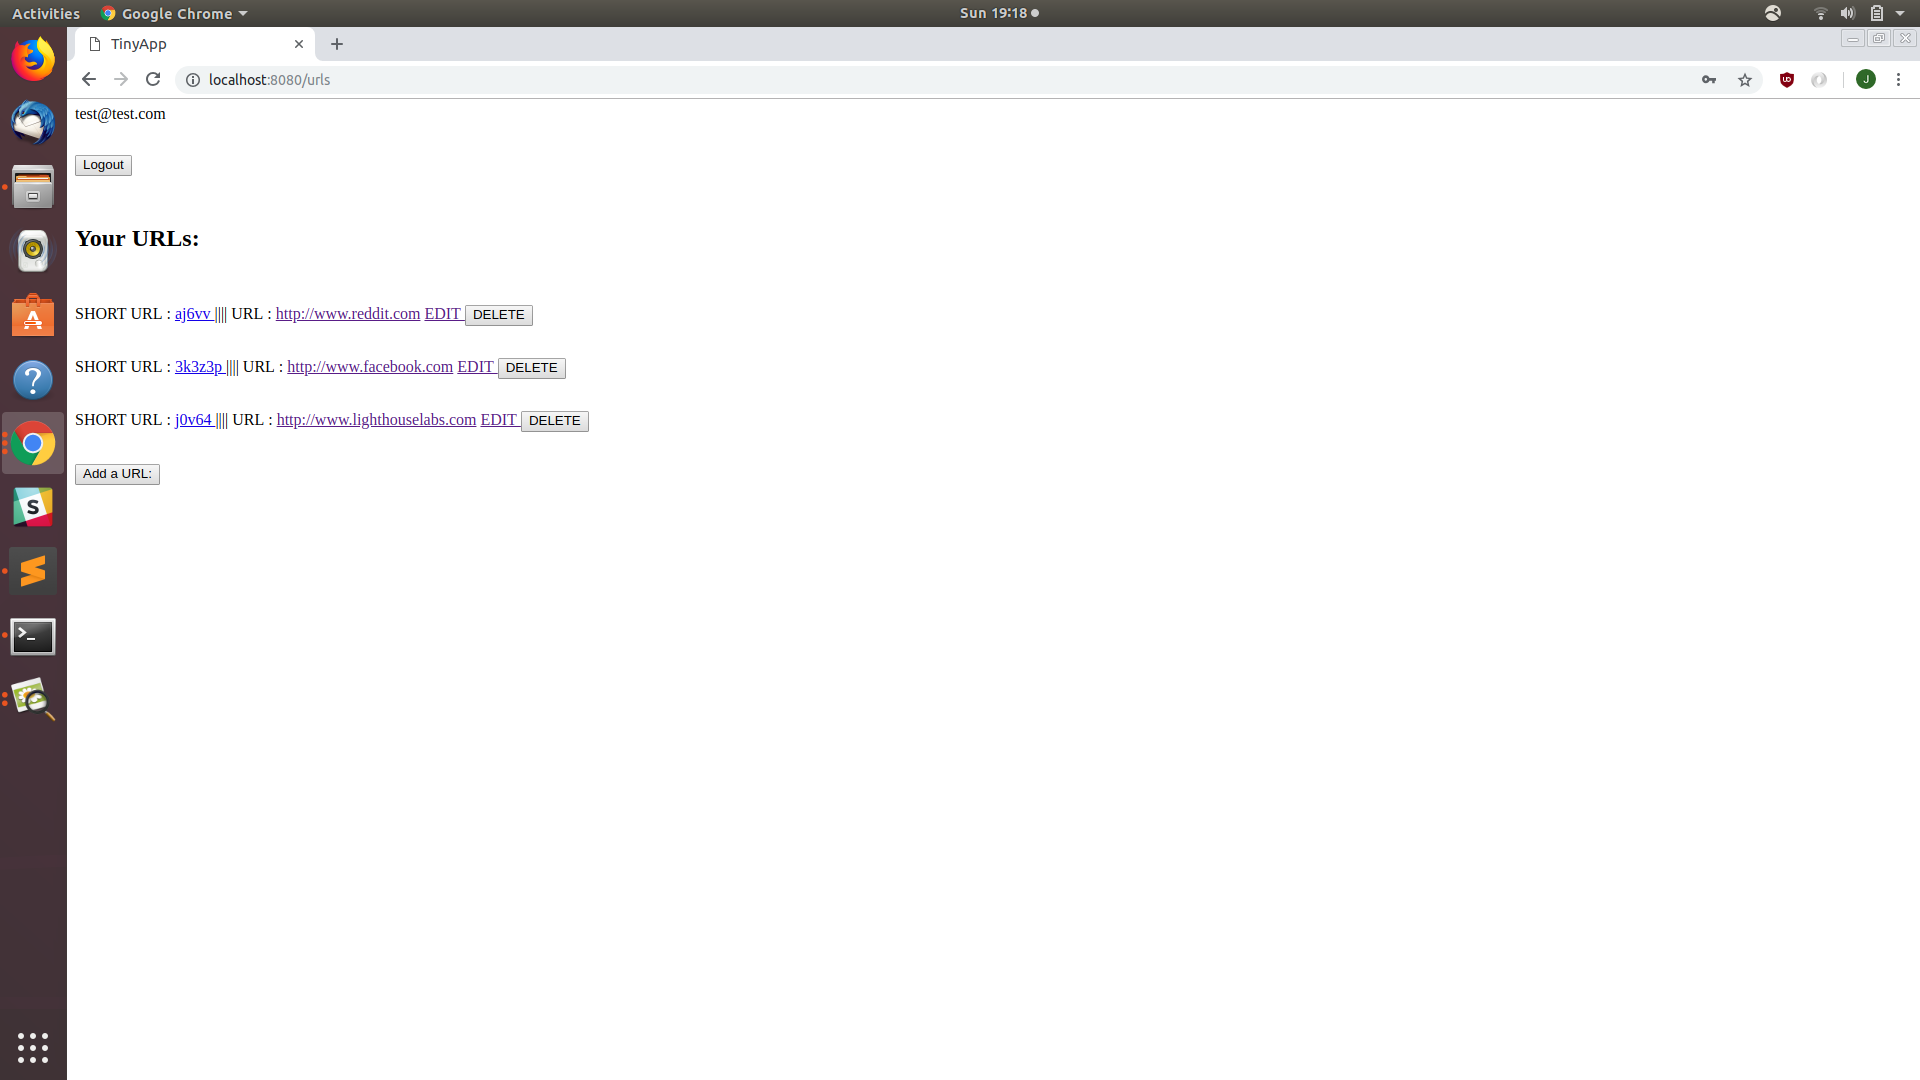 Activities Google Chrome Sun 19:18
TinyApp
localhost:8080/urls
J
test@test.com
Logout
Your URLs:
SHORT URL : aj6vv |||| URL : http://www.reddit.com EDIT DELETE
SHORT URL : 3k3z3p |||| URL : http://www.facebook.com EDIT DELETE
SHORT URL : j0v64 |||| URL : http://www.lighthouselabs.com EDIT DELETE
Add a URL: